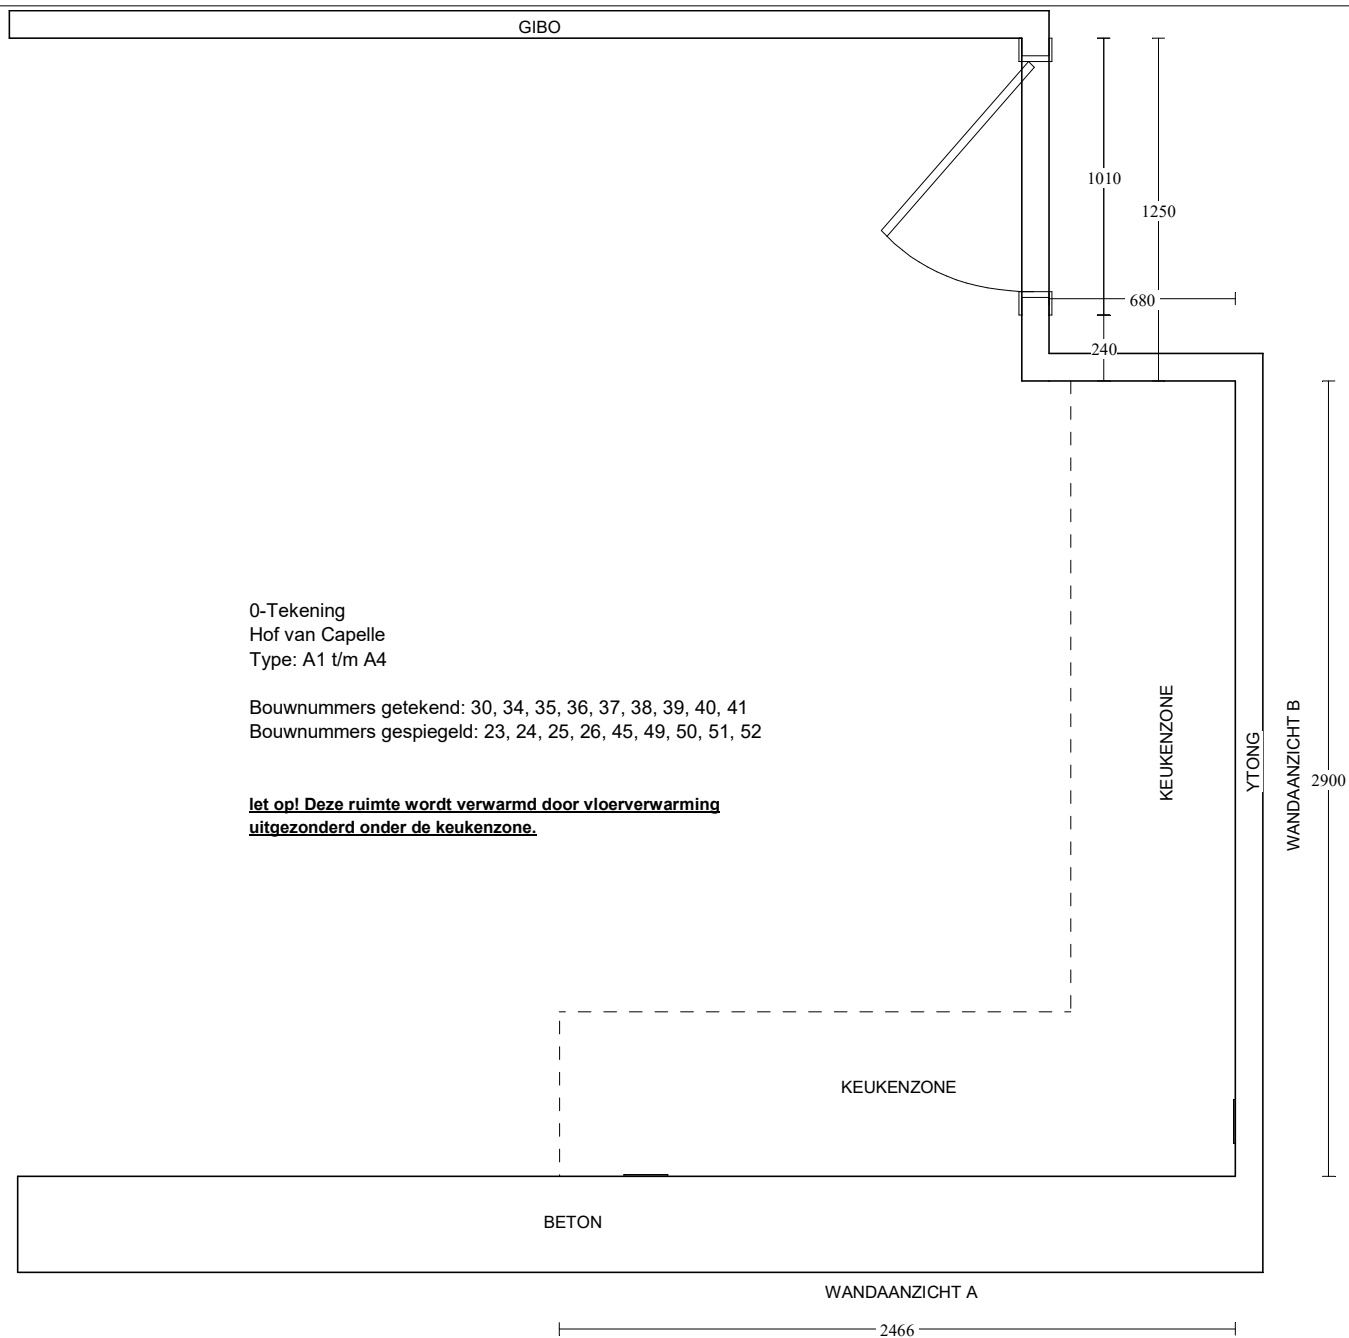 GIBO
1010
1250
680
240
0-Tekening
Hof van Capelle
Type: A1 t/m A4
Bouwnummers getekend: 30, 34, 35, 36, 37, 38, 39, 40, 41
Bouwnummers gespiegeld: 23, 24, 25, 26, 45, 49, 50, 51, 52
let op! Deze ruimte wordt verwarmd door vloerverwarming
uitgezonderd onder de keukenzone.
KEUKENZONE
YTONG
WANDAANZICHT B
2900
KEUKENZONE
BETON
WANDAANZICHT A
2466